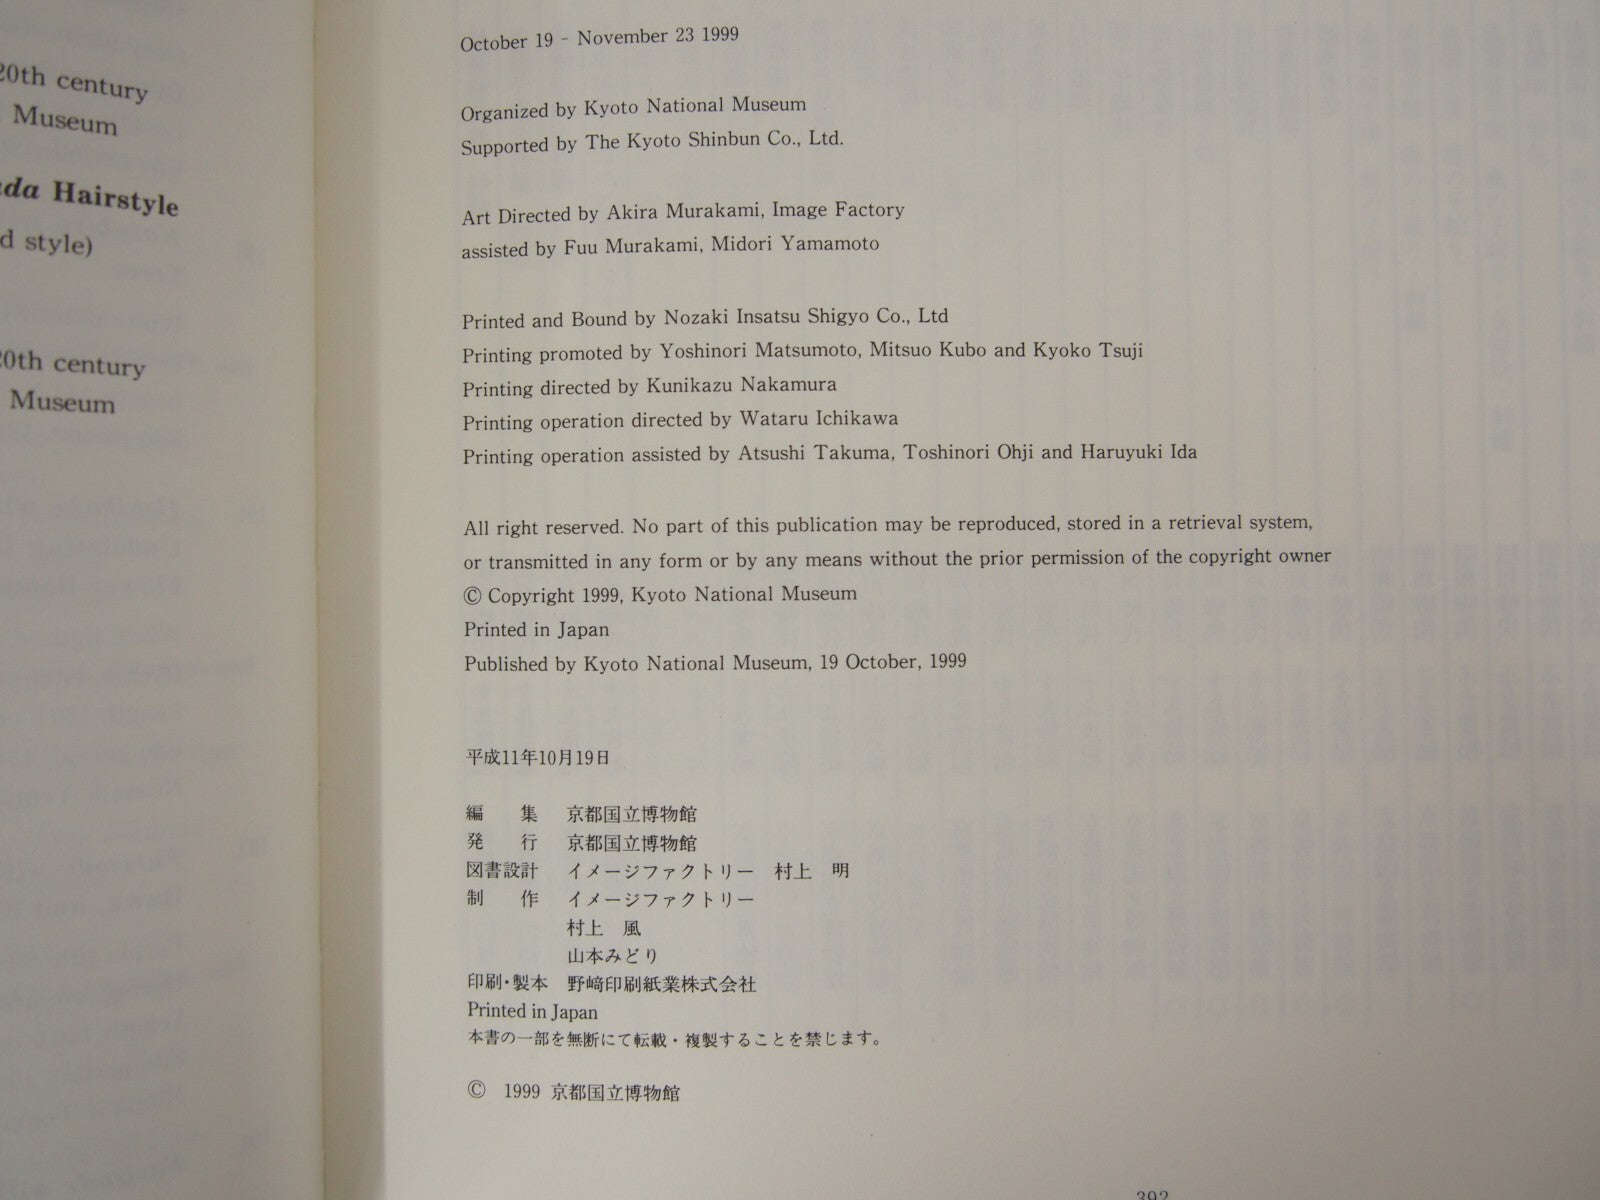 20th century
Museum
Hairstyle
d style)
20th century
Museum
October 19 - November 23 1999
Organized by Kyoto National Museum
Supported by The Kyoto Shinbun Co., Ltd.
Art Directed by Akira Murakami, Image Factory
assisted by Fuu Murakami, Midori Yamamoto
Printed and Bound by Nozaki Insatsu Shigyo Co., Ltd
Printing promoted by Yoshinori Matsumoto, Mitsuo Kubo and Kyoko Tsuji
Printing directed by Kunikazu Nakamura
Printing operation directed by Wataru Ichikawa
Printing operation assisted by Atsushi Takuma, Toshinori Ohji and Haruyuki Ida
All right reserved. No part of this publication may be reproduced, stored in a retrieval system,
or transmitted in any form or by any means without the prior permission of the copyright owner
© Copyright 1999, Kyoto National Museum
Printed in Japan
Published by Kyoto National Museum, 19 October, 1999
平成11年10月19日
編　集　京都国立博物館
発　行　京都国立博物館
図書設計　イメージファクトリー　村上　明
制　作　イメージファクトリー
村上　風
山本みどり
印刷・製本　野﨑印刷紙業株式会社
Printed in Japan
本書の一部を無断にて転載・複製することを禁じます。
©　1999 京都国立博物館
392